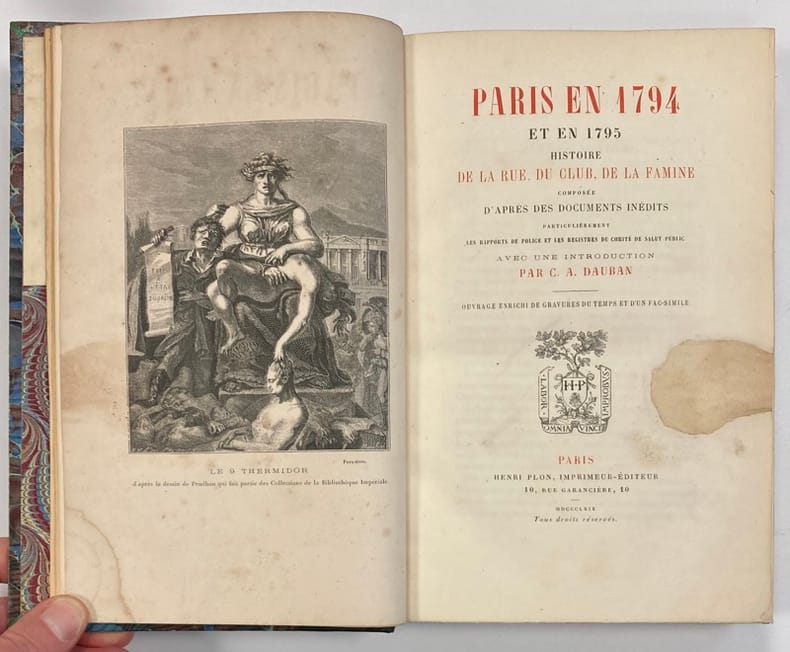 Fourmois.
LE 9 THERMIDOR
d'après le dessin de Prudhon qui fait partie des Collections de la Bibliothèque Impériale.
PARIS EN 1794
ET EN 1795
HISTOIRE
DE LA RUE, DU CLUB, DE LA FAMINE
COMPOSÉE
D'APRÈS DES DOCUMENTS INÉDITS
PARTICULIÈREMENT
LES RAPPORTS DE POLICE ET LES REGISTRES DU COMITÉ DE SALUT PUBLIC
AVEC UNE INTRODUCTION
PAR C. A. DAUBAN
OUVRAGE ENRICHI DE GRAVURES DU TEMPS ET D'UN FAC-SIMILE
H·P
LABOR
OMNIA VINCIT
IMPROBUS
PARIS
HENRI PLON, IMPRIMEUR-ÉDITEUR
10, RUE GARANCIÈRE, 10
MDCCCLXIX
Tous droits réservés.